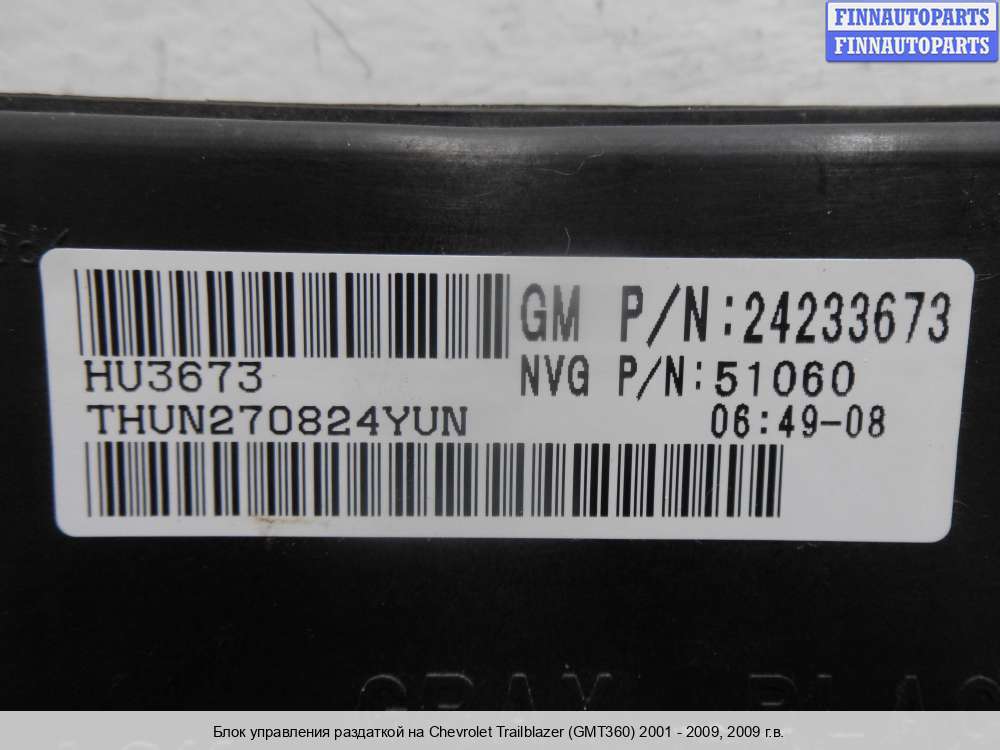 FINNAUTOPARTS
FINNAUTOPARTS
GM P/N:24233673
HU3673
NVG P/N:51060
THUN270824YUN
06:49-08
GRAY
Блок управления раздаткой на Chevrolet Trailblazer (GMT360) 2001 - 2009, 2009 г.в.